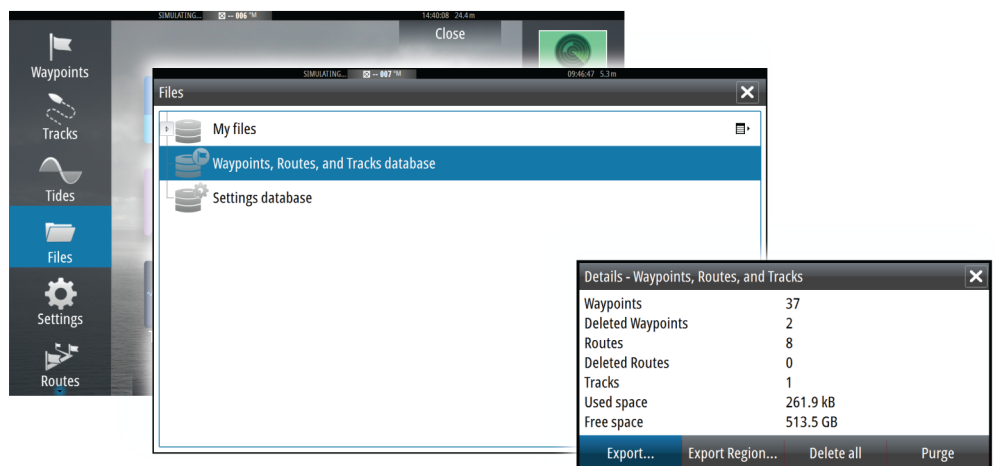 SIMULATING... -- 006 °M 14:40:08 24.4 m
Close
Waypoints
Tracks
Tides
Files
Settings
Routes
SIMULATING... -- 007 °M 09:46:47 5.3 m
Files
My files
Waypoints, Routes, and Tracks database
Settings database
Details - Waypoints, Routes, and Tracks
Waypoints 37
Deleted Waypoints 2
Routes 8
Deleted Routes 0
Tracks 1
Used space 261.9 kB
Free space 513.5 GB
Export... Export Region... Delete all Purge